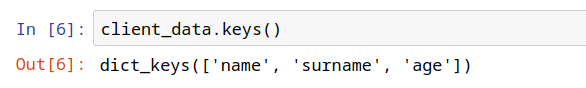 In [6]: client_data.keys()
Out[6]: dict_keys(['name', 'surname', 'age'])